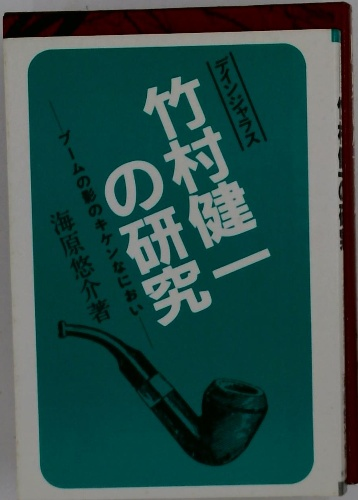 デインジャラス
竹村健一
の研究
―ブームの影のキケンなにおい―
海原悠介著